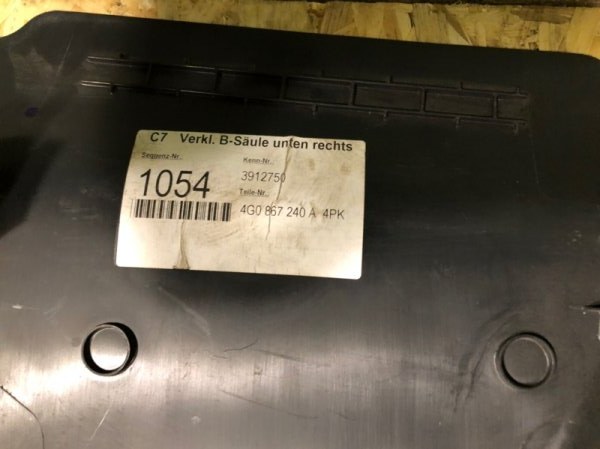 C7 Verkl. B-Säule unten rechts
Sequenz-Nr. Kenn-Nr.
1054 3912750
Teile-Nr.
4G0 867 240 A 4PK